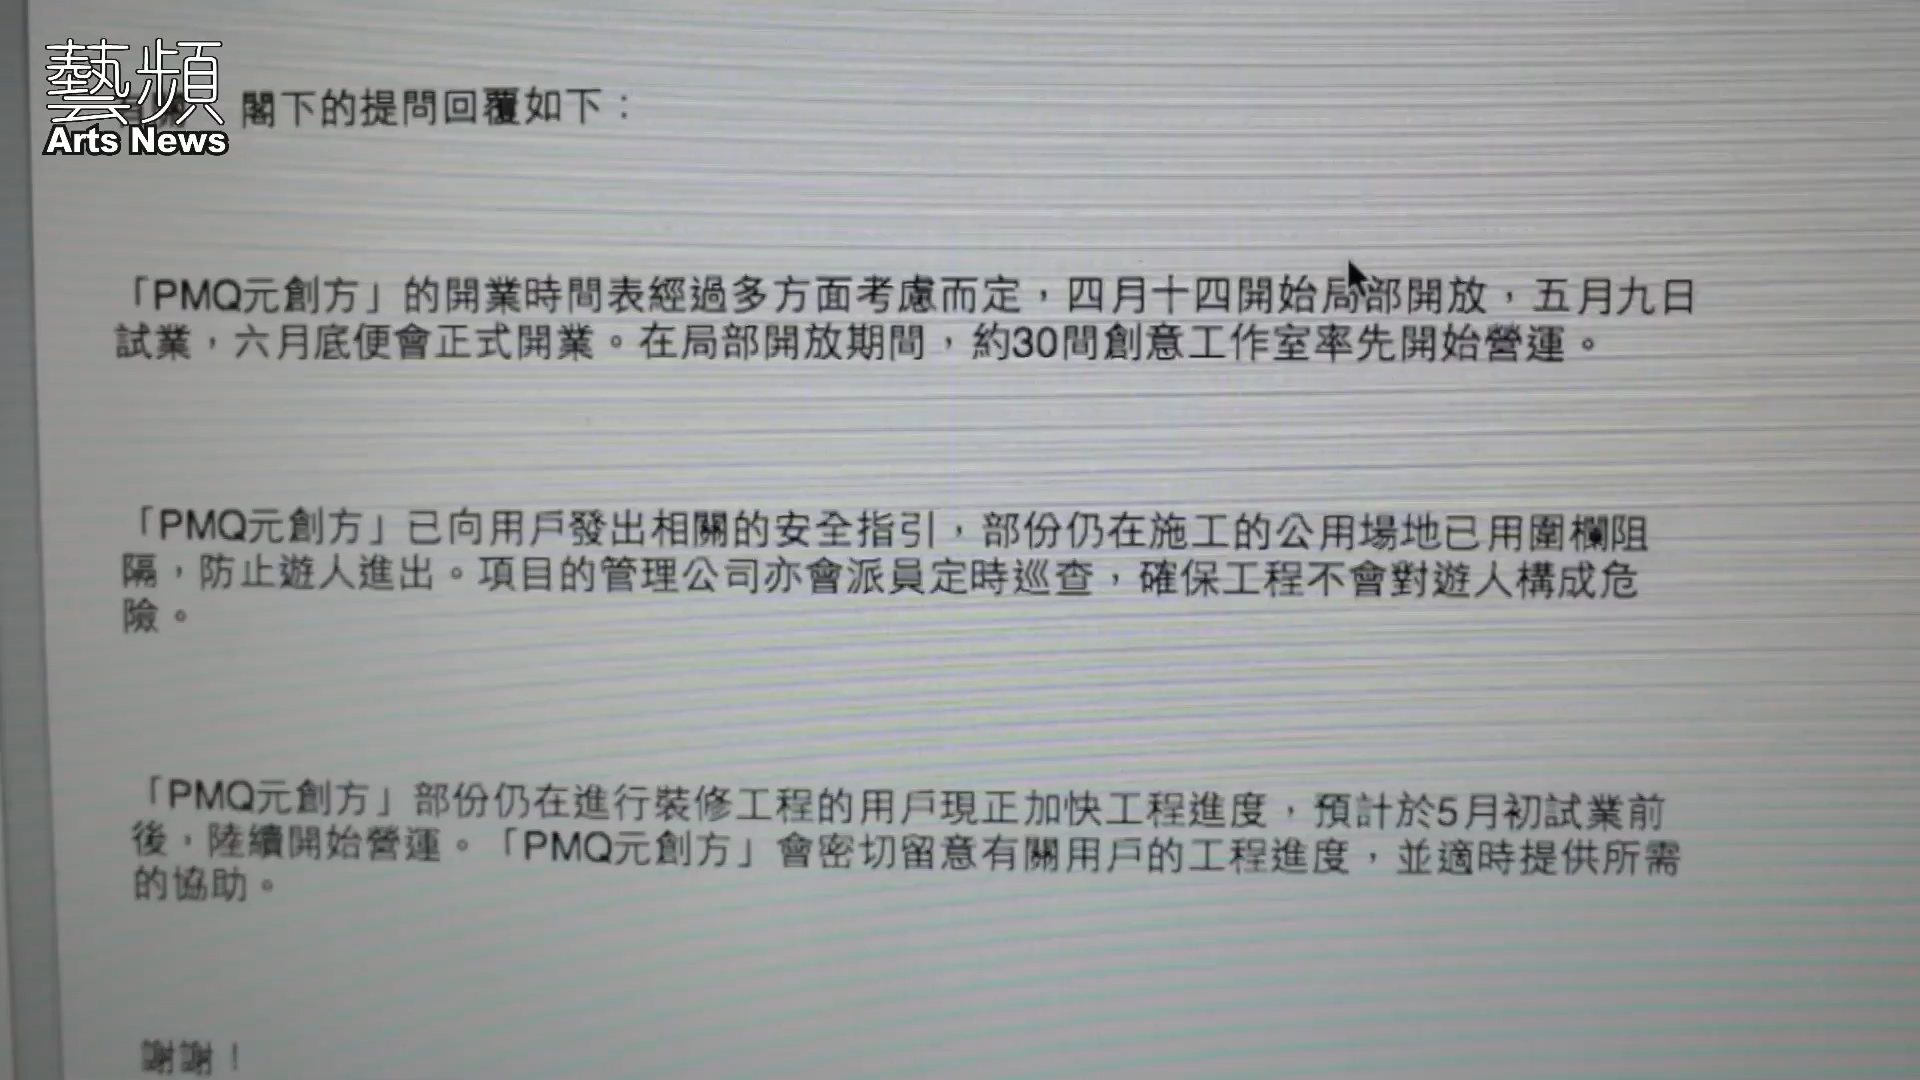 藝頻
Arts News
閣下的提問回覆如下：
「PMQ元創方」的開業時間表經過多方面考慮而定，四月十四開始局部開放，五月九日
試業，六月底便會正式開業。在局部開放期間，約30間創意工作室率先開始營運。
「PMQ元創方」已向用戶發出相關的安全指引，部份仍在施工的公用場地已用圍欄阻
隔，防止遊人進出。項目的管理公司亦會派員定時巡查，確保工程不會對遊人構成危
險。
「PMQ元創方」部份仍在進行裝修工程的用戶現正加快工程進度，預計於5月初試業前
後，陸續開始營運。「PMQ元創方」會密切留意有關用戶的工程進度，並適時提供所需
的協助。
謝謝！